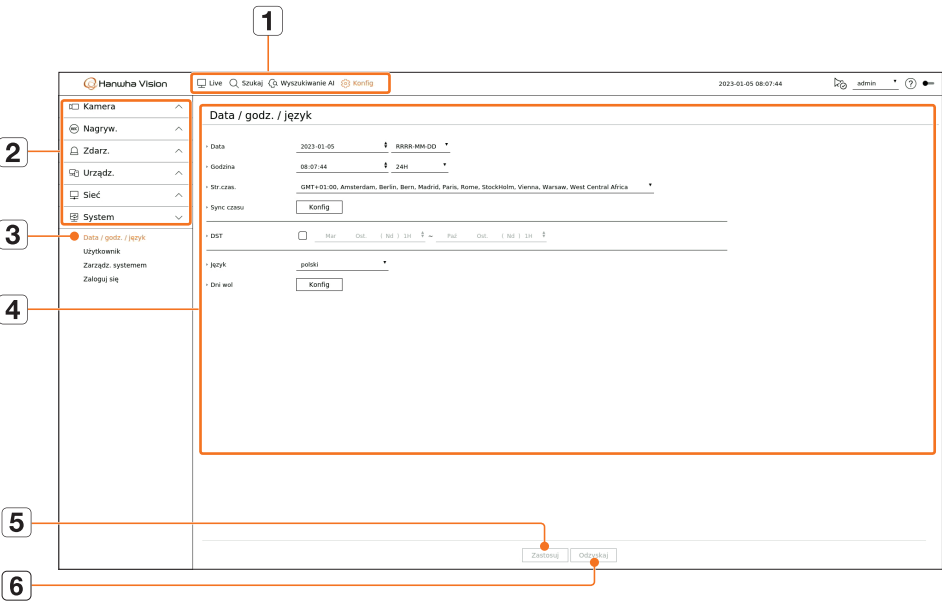 1
Hanwha Vision
Live Szukaj Wyszukiwanie AI Konfig
2023-01-05 08:07:44
admin
?
2
Kamera
REC Nagryw.
Zdarz.
Urządz.
Sieć
System
3
Data / godz. / język
Użytkownik
Zarządz. systemem
Zaloguj się
4
Data / godz. / język
Data 2023-01-05 RRRR-MM-DD
Godzina 08:07:44 24H
Str.czas. GMT+01:00, Amsterdam, Berlin, Bern, Madrid, Paris, Rome, StockHolm, Vienna, Warsaw, West Central Africa
Sync czasu Konfig
DST Mar Ost. ( Nd ) 1H ~ Paź Ost. ( Nd ) 1H
Język polski
Dni wol Konfig
5
Zastosuj Odzyskaj
6